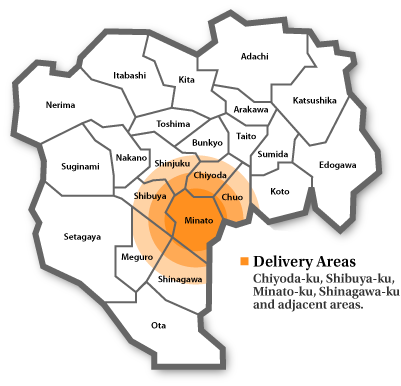 Adachi
Itabashi
Kita
Katsushika
Nerima
Arakawa
Toshima
Taito
Bunkyo
Nakano
Sumida
Shinjuku
Edogawa
Suginami
Chiyoda
Koto
Shibuya
Chuo
Minato
Setagaya
Meguro
Shinagawa
Ota
Delivery Areas
Chiyoda-ku, Shibuya-ku,
Minato-ku, Shinagawa-ku
and adjacent areas.